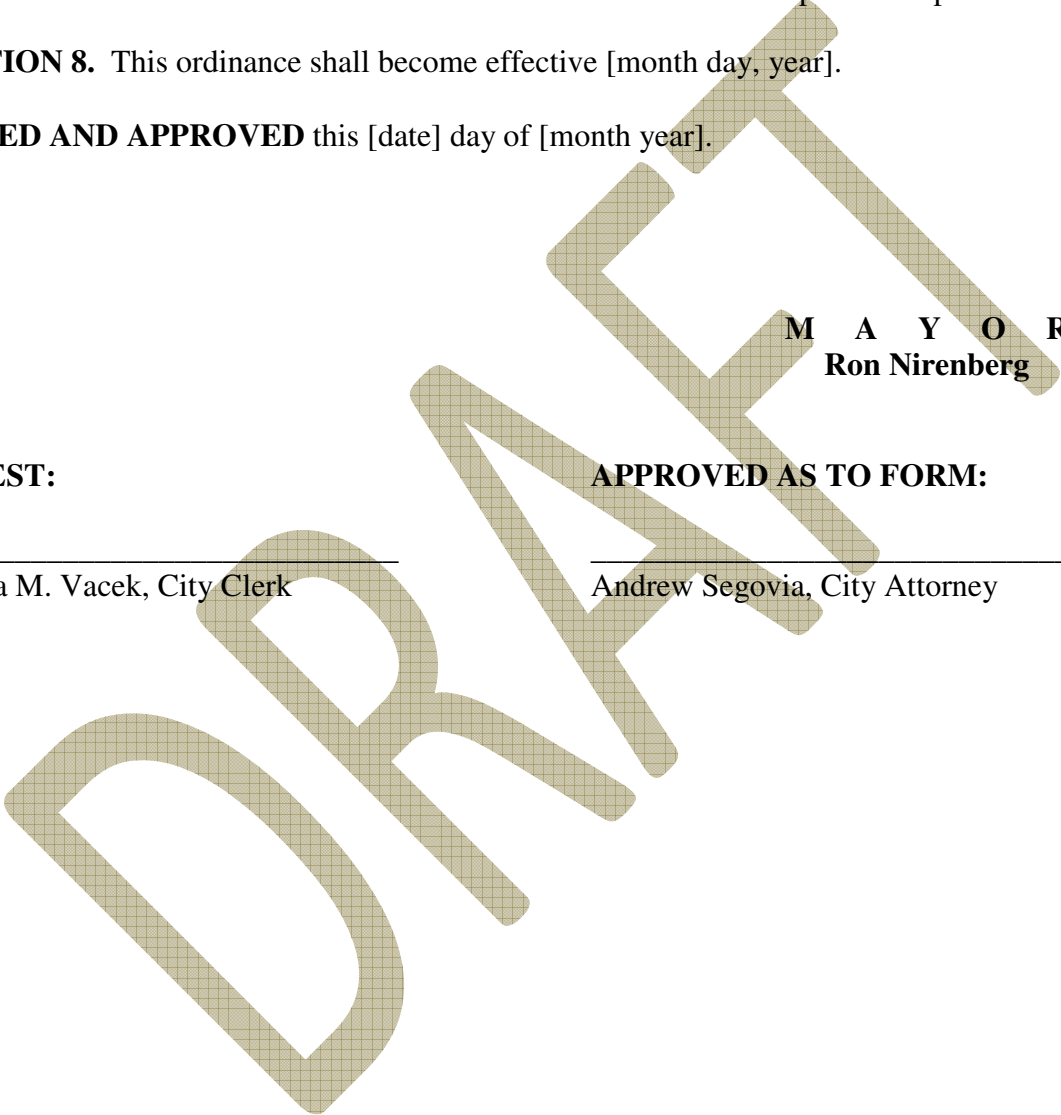 TION 8. This ordinance shall become effective [month day, year].
ED AND APPROVED this [date] day of [month year].
M A Y O R
Ron Nirenberg
EST: APPROVED AS TO FORM:
a M. Vacek, City Clerk Andrew Segovia, City Attorney
DRAFT